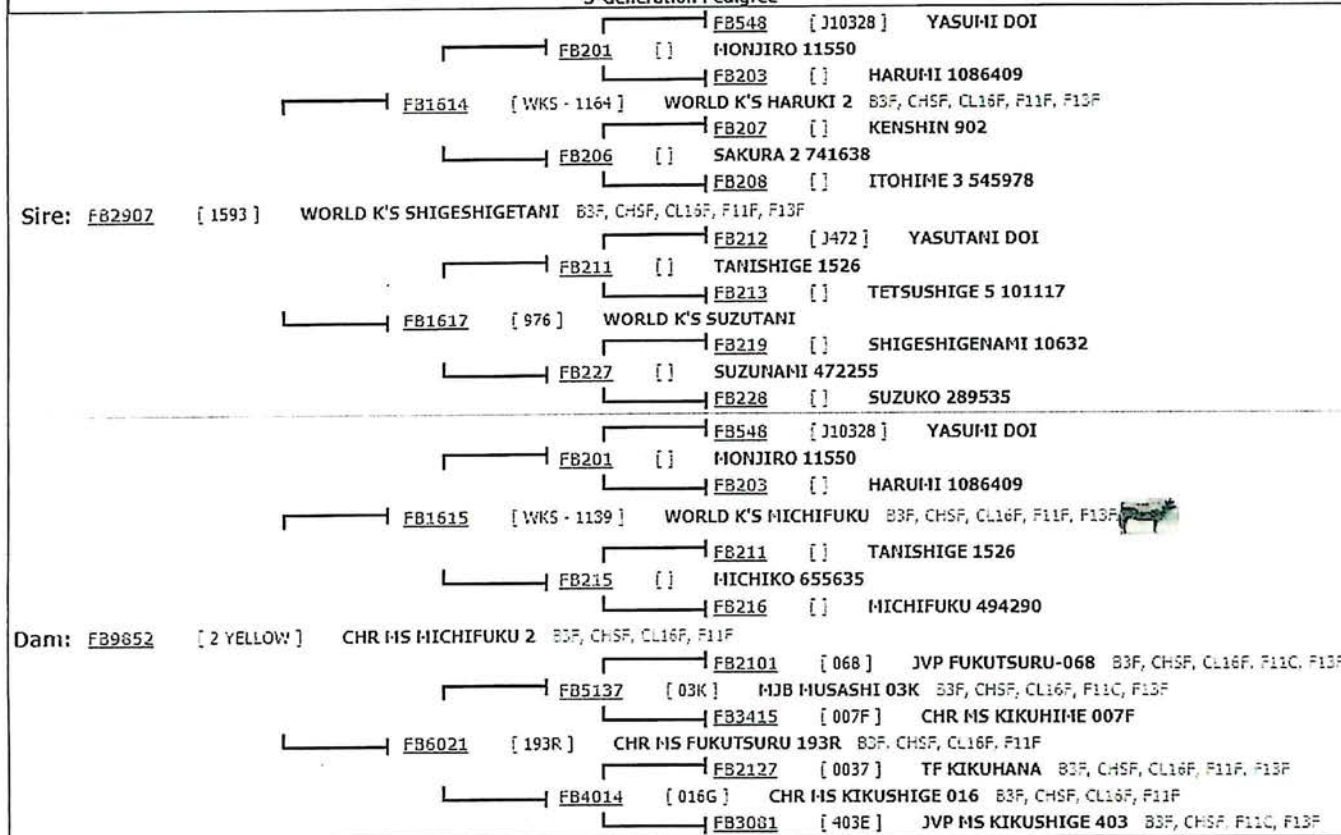 5-Generation Pedigree
FB548 [ J10328 ] YASUMI DOI
FB201 [ ] MONJIRO 11550
FB203 [ ] HARUMI 1086409
FB1614 [ WKS - 1164 ] WORLD K'S HARUKI 2 B3F, CHSF, CL16F, F11F, F13F
FB207 [ ] KENSHIN 902
FB206 [ ] SAKURA 2 741638
FB208 [ ] ITOHIME 3 545978
Sire: FB2907 [ 1593 ] WORLD K'S SHIGESHIGETANI B3F, CHSF, CL16F, F11F, F13F
FB212 [ J472 ] YASUTANI DOI
FB211 [ ] TANISHIGE 1526
FB213 [ ] TETSUSHIGE 5 101117
FB1617 [ 976 ] WORLD K'S SUZUTANI
FB219 [ ] SHIGESHIGENAMI 10632
FB227 [ ] SUZUNAMI 472255
FB228 [ ] SUZUKO 289535
FB548 [ J10328 ] YASUMI DOI
FB201 [ ] MONJIRO 11550
FB203 [ ] HARUMI 1086409
FB1615 [ WKS - 1139 ] WORLD K'S MICHIFUKU B3F, CHSF, CL16F, F11F, F13F
FB211 [ ] TANISHIGE 1526
FB215 [ ] MICHIKO 655635
FB216 [ ] MICHIFUKU 494290
Dam: FB9852 [ 2 YELLOW ] CHR MS MICHIFUKU 2 B3F, CHSF, CL16F, F11F
FB2101 [ 068 ] JVP FUKUTSURU-068 B3F, CHSF, CL16F, F11C, F13F
FB5137 [ 03K ] MJB MUSASHI 03K B3F, CHSF, CL16F, F11C, F13F
FB3415 [ 007F ] CHR MS KIKUHIME 007F
FB6021 [ 193R ] CHR MS FUKUTSURU 193R B3F, CHSF, CL16F, F11F
FB2127 [ 0037 ] TF KIKUHANA B3F, CHSF, CL16F, F11F, F13F
FB4014 [ 016G ] CHR MS KIKUSHIGE 016 B3F, CHSF, CL16F, F11F
FB3081 [ 403E ] JVP MS KIKUSHIGE 403 B3F, CHSF, F11C, F13F